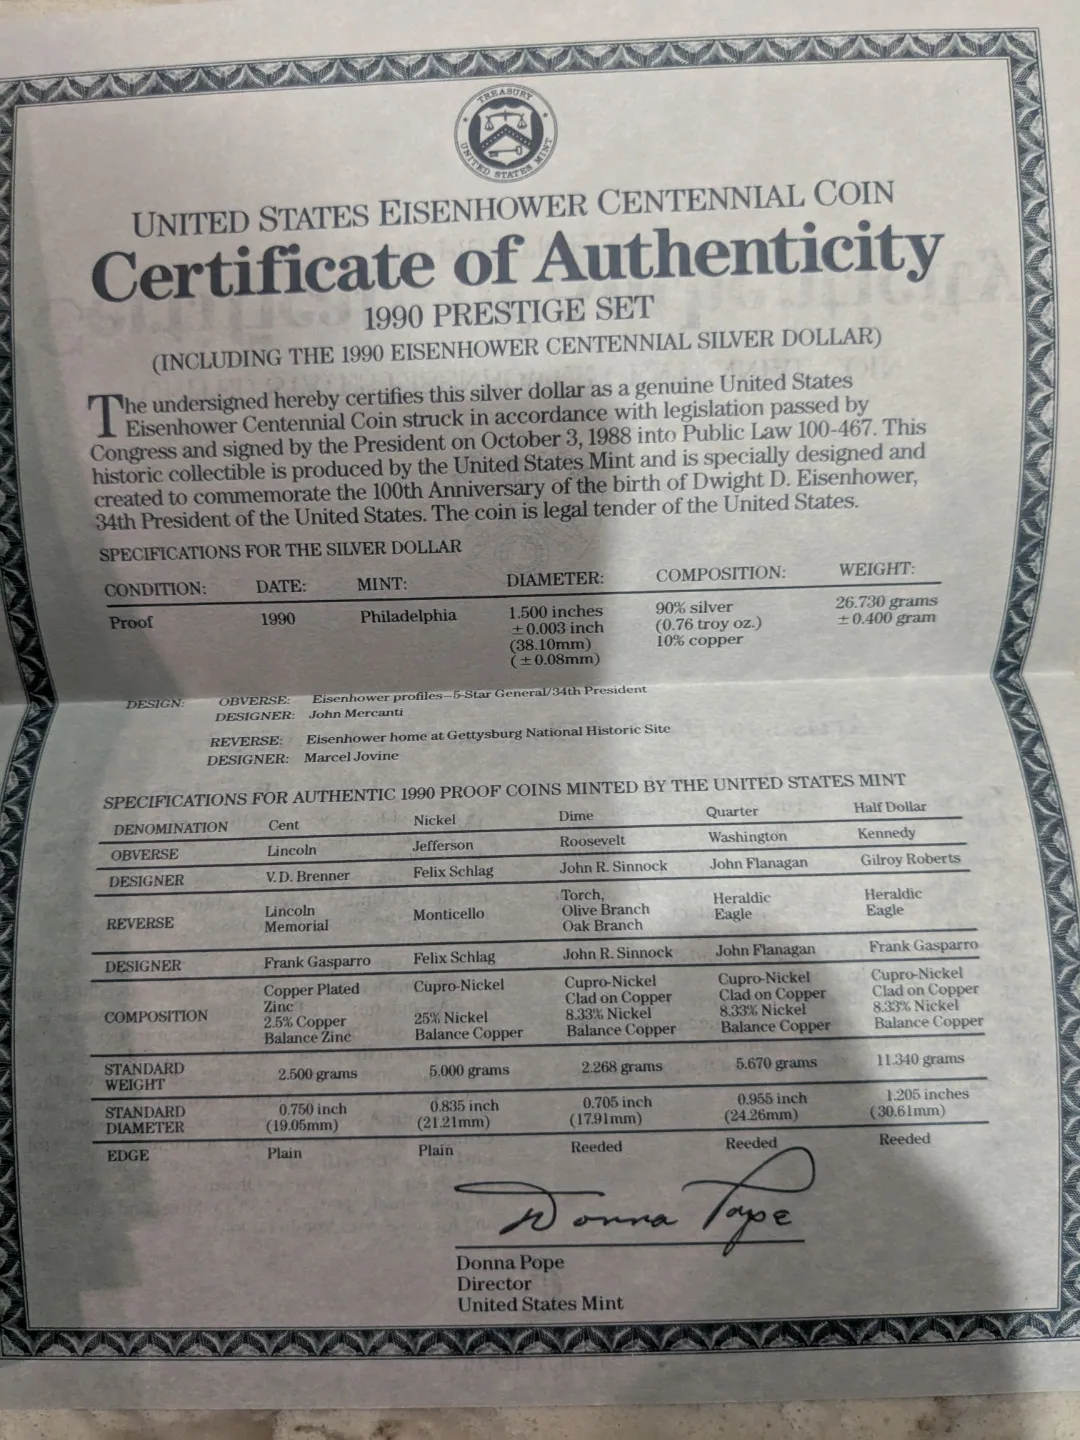 TREASURY
UNITED STATES MINT
UNITED STATES EISENHOWER CENTENNIAL COIN
Certificate of Authenticity
1990 PRESTIGE SET
(INCLUDING THE 1990 EISENHOWER CENTENNIAL SILVER DOLLAR)
The undersigned hereby certifies this silver dollar as a genuine United States
Eisenhower Centennial Coin struck in accordance with legislation passed by
Congress and signed by the President on October 3, 1988 into Public Law 100-467. This
historic collectible is produced by the United States Mint and is specially designed and
created to commemorate the 100th Anniversary of the birth of Dwight D. Eisenhower,
34th President of the United States. The coin is legal tender of the United States.
SPECIFICATIONS FOR THE SILVER DOLLAR
CONDITION: DATE: MINT: DIAMETER: COMPOSITION: WEIGHT:
Proof 1990 Philadelphia 1.500 inches 90% silver 26.730 grams
±0.003 inch (0.76 troy oz.) ±0.400 gram
(38.10mm) 10% copper
(±0.08mm)
DESIGN: OBVERSE: Eisenhower profiles—5-Star General/34th President
DESIGNER: John Mercanti
REVERSE: Eisenhower home at Gettysburg National Historic Site
DESIGNER: Marcel Jovine
SPECIFICATIONS FOR AUTHENTIC 1990 PROOF COINS MINTED BY THE UNITED STATES MINT
DENOMINATION Cent Nickel Dime Quarter Half Dollar
OBVERSE Lincoln Jefferson Roosevelt Washington Kennedy
DESIGNER V.D. Brenner Felix Schlag John R. Sinnock John Flanagan Gilroy Roberts
REVERSE Lincoln Memorial Monticello Torch, Olive Branch Oak Branch Heraldic Eagle Heraldic Eagle
DESIGNER Frank Gasparro Felix Schlag John R. Sinnock John Flanagan Frank Gasparro
COMPOSITION Copper Plated Zinc 2.5% Copper Balance Zinc Cupro-Nickel 25% Nickel Balance Copper Cupro-Nickel Clad on Copper 8.33% Nickel Balance Copper Cupro-Nickel Clad on Copper 8.33% Nickel Balance Copper Cupro-Nickel Clad on Copper 8.33% Nickel Balance Copper
STANDARD WEIGHT 2.500 grams 5.000 grams 2.268 grams 5.670 grams 11.340 grams
STANDARD DIAMETER 0.750 inch (19.05mm) 0.835 inch (21.21mm) 0.705 inch (17.91mm) 0.955 inch (24.26mm) 1.205 inches (30.61mm)
EDGE Plain Plain Reeded Reeded Reeded
Donna Pope
Donna Pope
Director
United States Mint